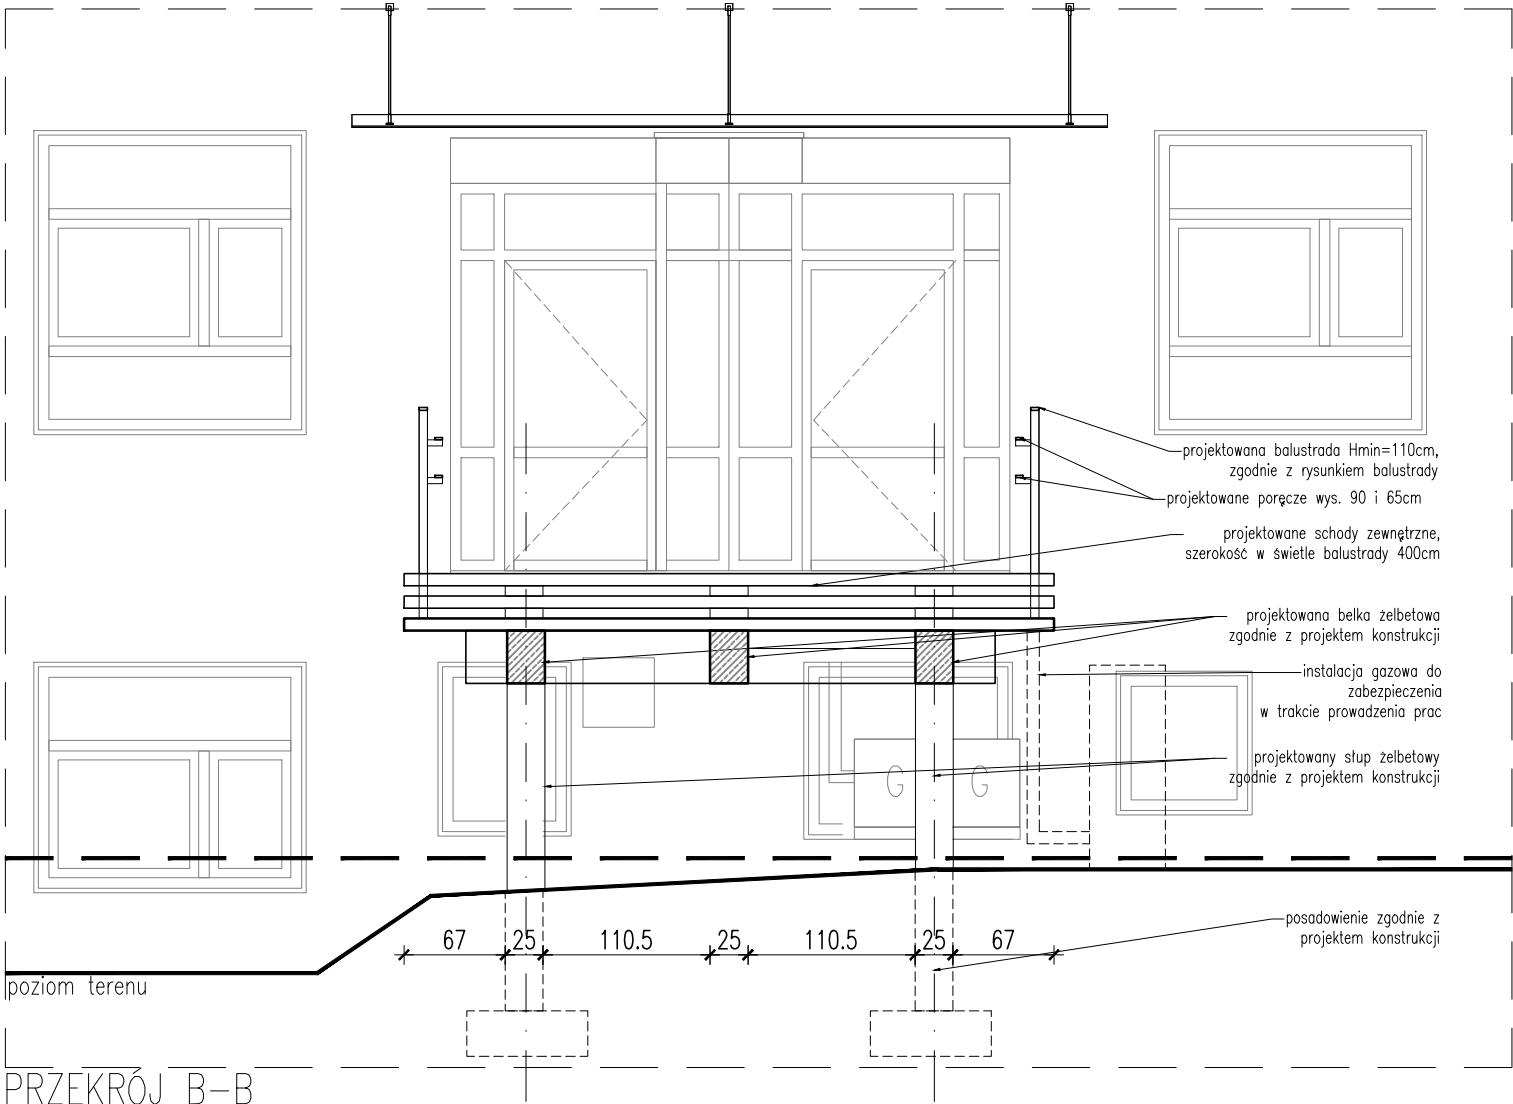 projektowana balustrada Hmin=110cm,
zgodnie z rysunkiem balustrady
projektowane poręcze wys. 90 i 65cm
projektowane schody zewnętrzne,
szerokość w świetle balustrady 400cm
projektowana belka żelbetowa
zgodnie z projektem konstrukcji
instalacja gazowa do
zabezpieczenia
w trakcie prowadzenia prac
projektowany słup żelbetowy
zgodnie z projektem konstrukcji
G G
posadowienie zgodnie z
projektem konstrukcji
67 25 110.5 25 110.5 25 67
poziom terenu
PRZEKRÓJ B-B